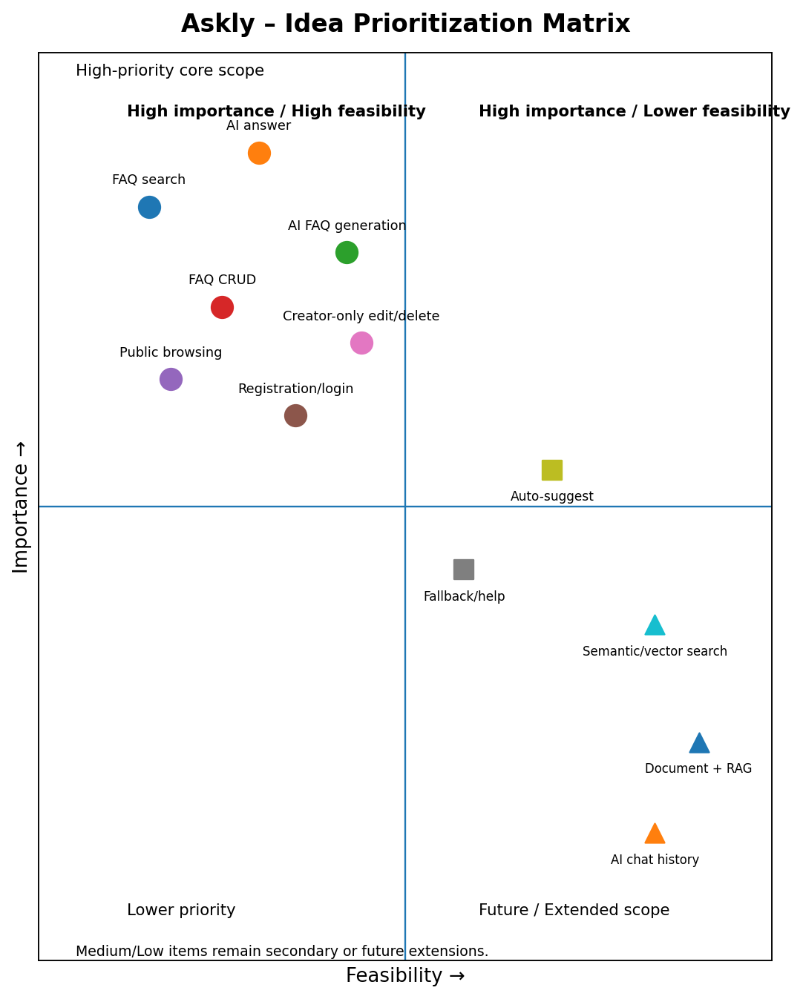 Askly – Idea Prioritization Matrix
High-priority core scope
High importance / High feasibility
High importance / Lower feasibility
AI answer
FAQ search
AI FAQ generation
FAQ CRUD
Creator-only edit/delete
Public browsing
Registration/login
Importance →
Auto-suggest
Fallback/help
Semantic/vector search
Document + RAG
AI chat history
Lower priority
Future / Extended scope
Medium/Low items remain secondary or future extensions.
Feasibility →